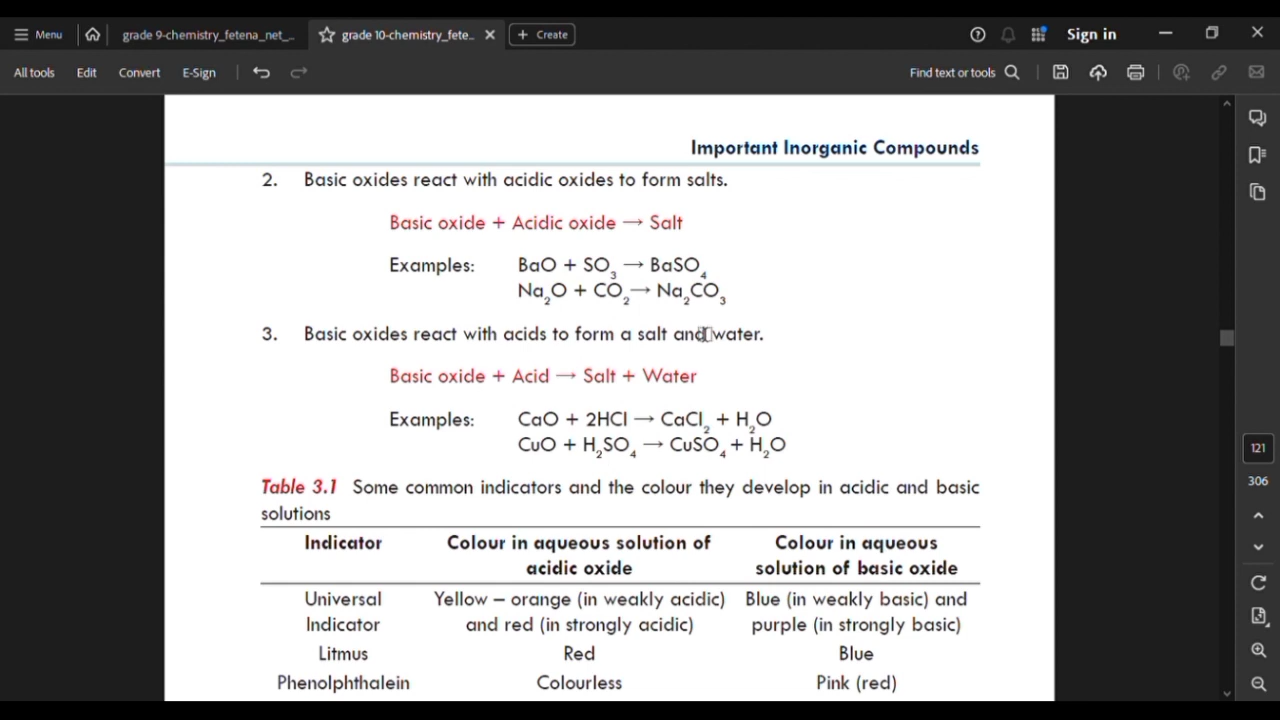 Menu
grade 9-chemistry_fetena_net_...
grade 10-chemistry_fete...
+ Create
Sign in
All tools Edit Convert E-Sign
Find text or tools
Important Inorganic Compounds
2. Basic oxides react with acidic oxides to form salts.
Basic oxide + Acidic oxide → Salt
Examples: BaO + SO₃ → BaSO₄
Na₂O + CO₂ → Na₂CO₃
3. Basic oxides react with acids to form a salt and water.
Basic oxide + Acid → Salt + Water
Examples: CaO + 2HCl → CaCl₂ + H₂O
CuO + H₂SO₄ → CuSO₄ + H₂O
Table 3.1 Some common indicators and the colour they develop in acidic and basic
solutions
Indicator Colour in aqueous solution of Colour in aqueous
acidic oxide solution of basic oxide
Universal Yellow – orange (in weakly acidic) Blue (in weakly basic) and
Indicator and red (in strongly acidic) purple (in strongly basic)
Litmus Red Blue
Phenolphthalein Colourless Pink (red)
121
306